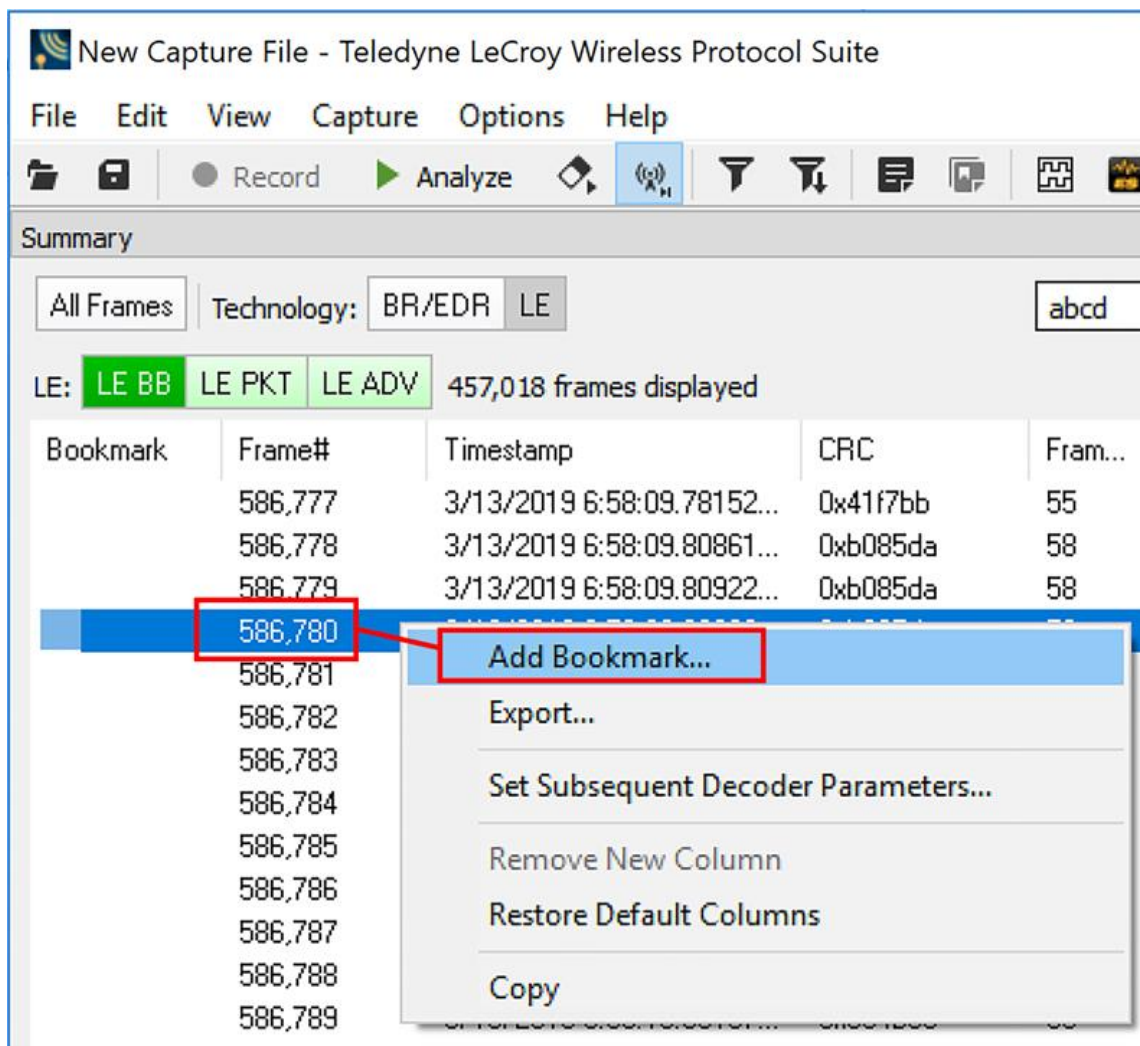 New Capture File - Teledyne LeCroy Wireless Protocol Suite
File Edit View Capture Options Help
Record Analyze
Summary
All Frames Technology: BR/EDR LE abcd
LE: LE BB LE PKT LE ADV 457,018 frames displayed
Bookmark Frame# Timestamp CRC Fram...
586,777 3/13/2019 6:58:09.78152... 0x41f7bb 55
586,778 3/13/2019 6:58:09.80861... 0xb085da 58
586,779 3/13/2019 6:58:09.80922... 0xb085da 58
586,780
586,781
586,782
586,783
586,784
586,785
586,786
586,787
586,788
586,789
Add Bookmark...
Export...
Set Subsequent Decoder Parameters...
Remove New Column
Restore Default Columns
Copy